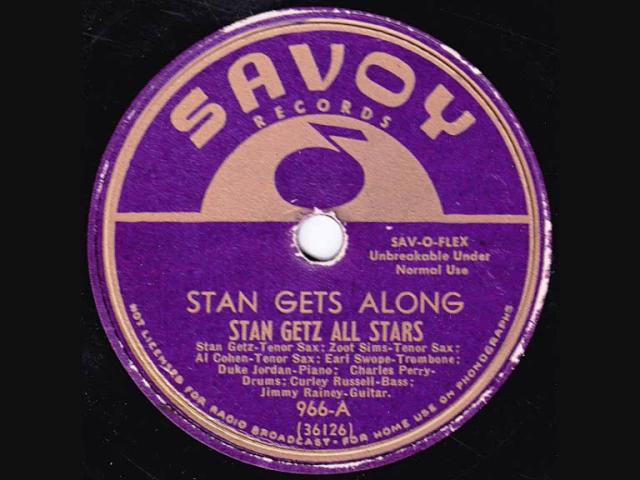 SAVOY
RECORDS
SAV-O-FLEX
Unbreakable Under
Normal Use
STAN GETS ALONG
STAN GETZ ALL STARS
Stan Getz-Tenor Sax; Zoot Sims-Tenor Sax;
Al Cohen-Tenor Sax; Earl Swope-Trombone;
Duke Jordan-Piano; Charles Perry-
Drums; Curley Russell-Bass;
Jimmy Rainey-Guitar.
966-A
(36126)
NOT LICENSED FOR RADIO BROADCAST - FOR HOME USE ON PHONOGRAPHS